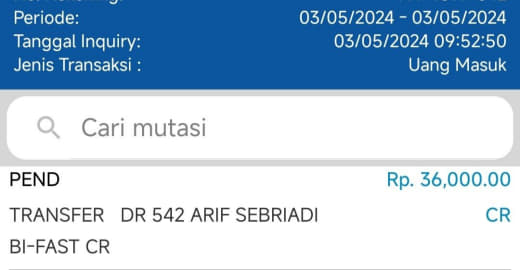 Periode: 03/05/2024 - 03/05/2024
Tanggal Inquiry: 03/05/2024 09:52:50
Jenis Transaksi : Uang Masuk
Cari mutasi
PEND Rp. 36,000.00
TRANSFER DR 542 ARIF SEBRIADI CR
BI-FAST CR